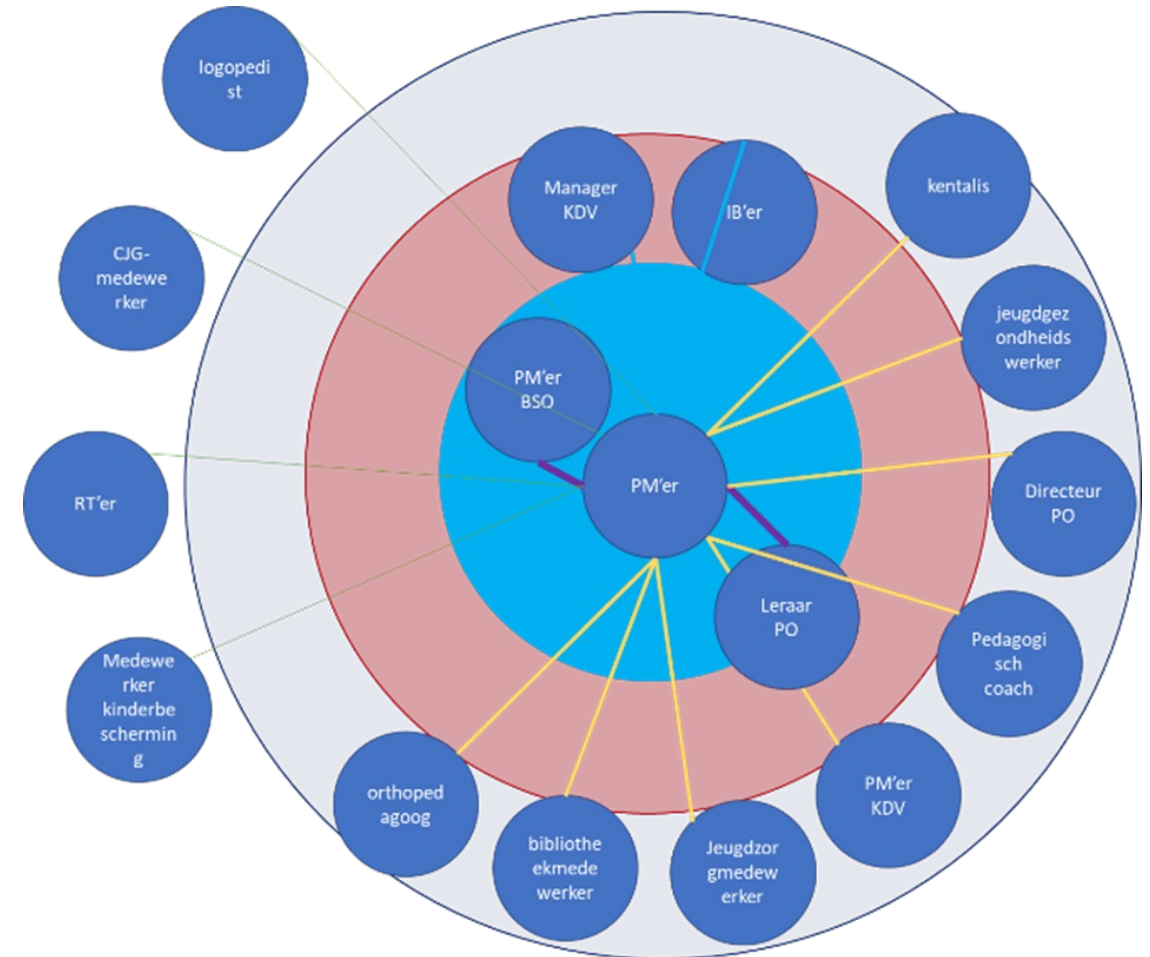 logopedi
st
Manager
KDV
IB'er
kentalis
CJG-
medewe
rker
jeugdgez
ondheids
werker
PM'er
BSO
PM'er
RT'er
Directeur
PO
Leraar
PO
Pedagogi
sch
coach
Medewe
rker
kinderbe
schermin
g
orthoped
agoog
PM'er
KDV
bibliothe
ekmede
werker
Jeugdzor
gmedew
erker